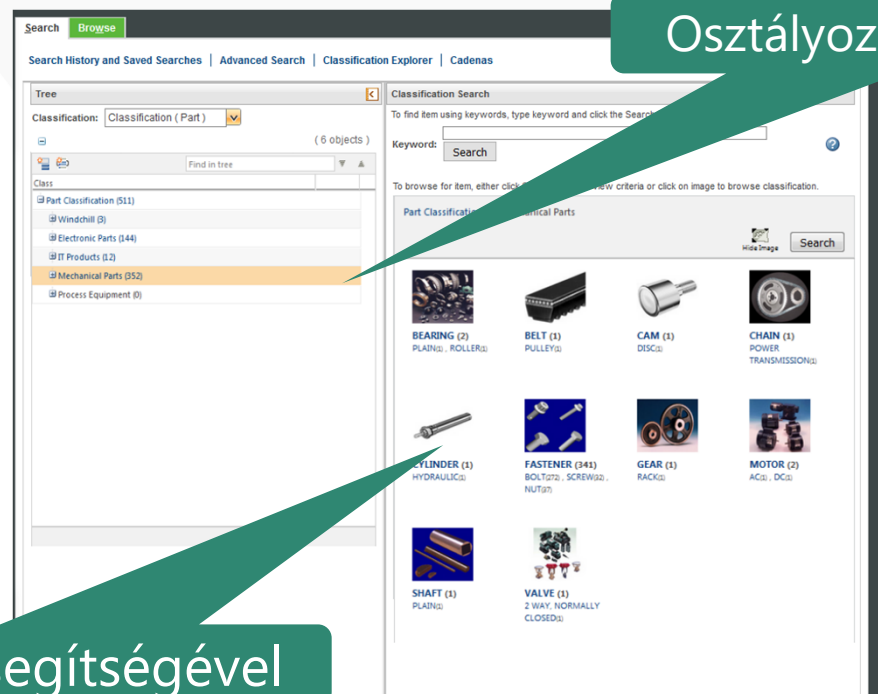 Osztályoz
Search Browse
Search History and Saved Searches | Advanced Search | Classification Explorer | Cadenas
Tree
Classification: Classification ( Part )
( 6 objects )
Find in tree
Class
Part Classification (511)
Windchill (3)
Electronic Parts (144)
IT Products (12)
Mechanical Parts (352)
Process Equipment (0)
Classification Search
To find item using keywords, type keyword and click the Search
Keyword:
Search
To browse for item, either click view criteria or click on image to browse classification.
Part Classification Mechanical Parts
Hide Image Search
BEARING (2)
PLAIN(1) , ROLLER(1)
BELT (1)
PULLEY(1)
CAM (1)
DISC(1)
CHAIN (1)
POWER
TRANSMISSION(1)
CYLINDER (1)
HYDRAULIC(1)
FASTENER (341)
BOLT(272) , SCREW(32) ,
NUT(37)
GEAR (1)
RACK(1)
MOTOR (2)
AC(1) , DC(1)
SHAFT (1)
PLAIN(1)
VALVE (1)
2 WAY, NORMALLY
CLOSED(1)
segítségével